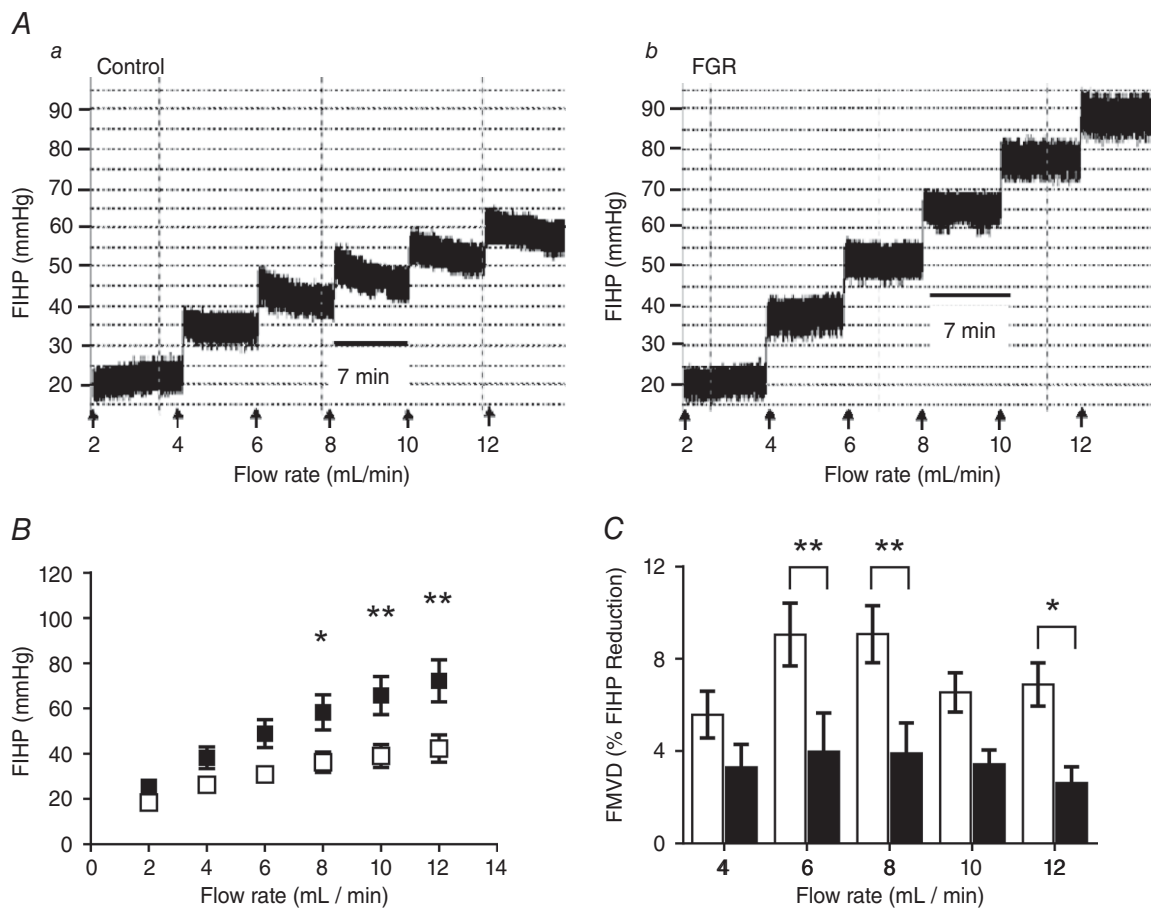 A
a
Control
90
80
70
60
50
40
30
20
FIHP (mmHg)
7 min
2 4 6 8 10 12
Flow rate (mL/min)
b
FGR
90
80
70
60
50
40
30
20
FIHP (mmHg)
7 min
2 4 6 8 10 12
Flow rate (mL/min)
B
120
100
80
60
40
20
0
FIHP (mmHg)
* ** **
0 2 4 6 8 10 12 14
Flow rate (mL / min)
C
12
8
4
0
FMVD (% FIHP Reduction)
** ** *
4 6 8 10 12
Flow rate (mL / min)